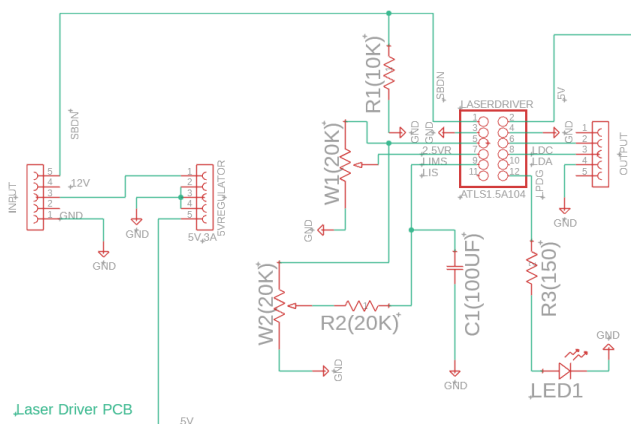 R1(10K)
SBDN
SBDN
5V
LASERDRIVER
1 2
3 4
5 6
7 8
9 10
11 12
ATLS1.5A104
GND
GND
GND
2.5VR
LIMS
LIS
LDC
LDA
LPDG
1
2
3
4
5
OUTPUT
GND
W1(20K)
GND
INPUT
5
4
3
2
1
12V
GND
GND
1
2
3
4
5
5VREGULATOR
5V,3A
GND
W2(20K)
R2(20K)
GND
C1(100UF)
GND
R3(150)
GND
LED1
Laser Driver PCB
5V